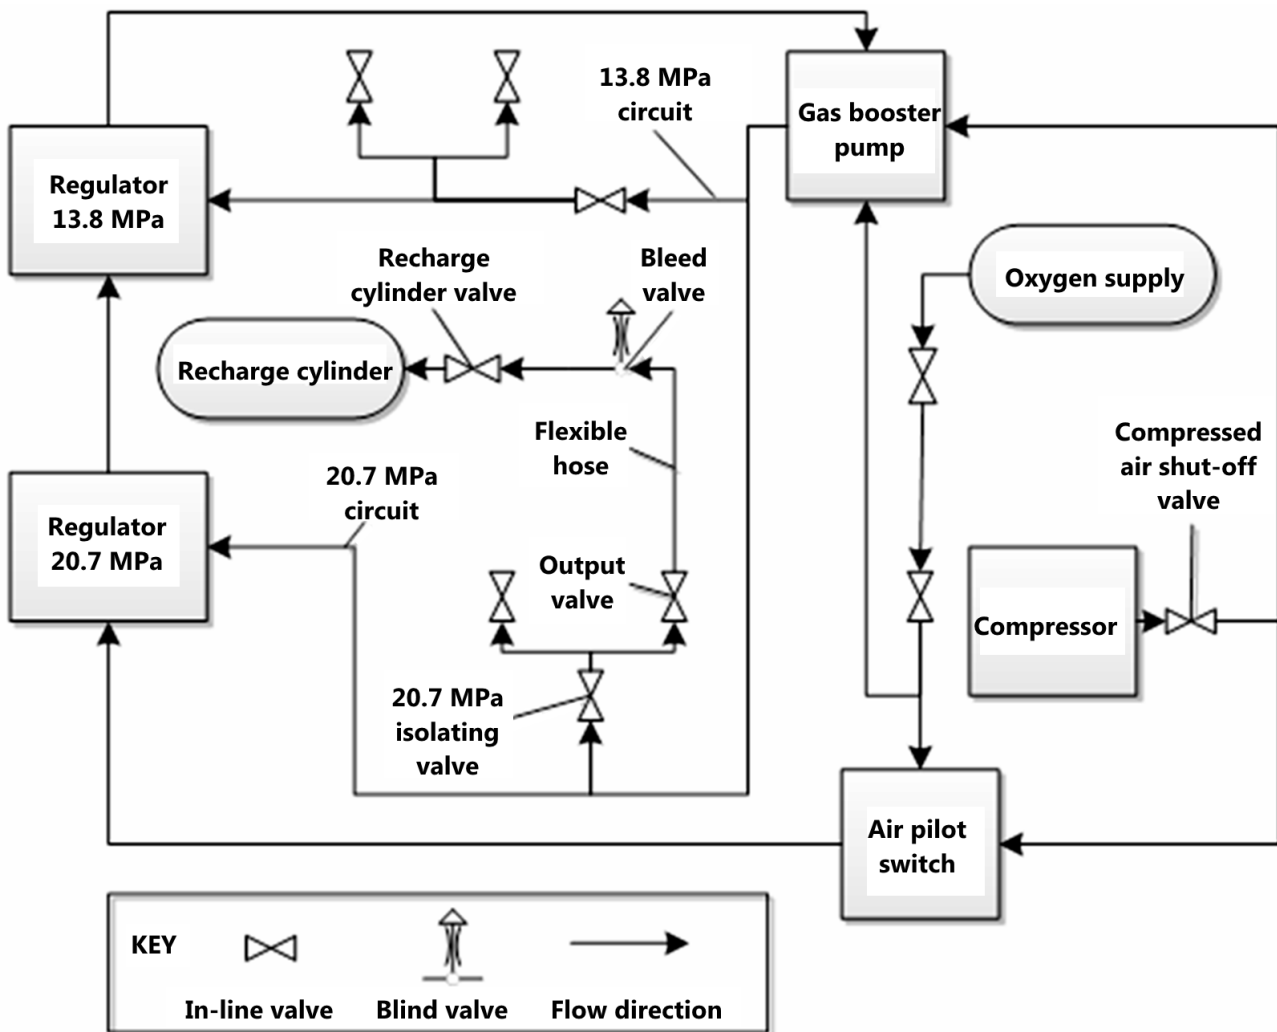 13.8 MPa
circuit
Gas booster
pump
Regulator
13.8 MPa
Recharge
cylinder valve
Bleed
valve
Oxygen supply
Recharge cylinder
Flexible
hose
Compressed
air shut-off
valve
20.7 MPa
circuit
Regulator
20.7 MPa
Output
valve
Compressor
20.7 MPa
isolating
valve
Air pilot
switch
KEY
In-line valve
Blind valve
Flow direction